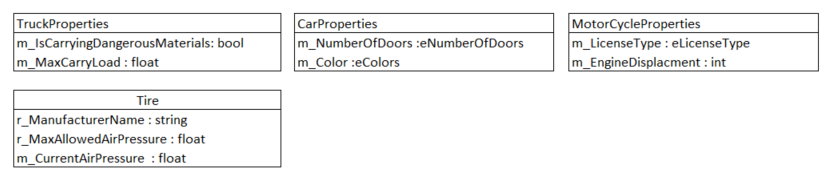 TruckProperties
m_IsCarryingDangerousMaterials: bool
m_MaxCarryLoad : float
CarProperties
m_NumberOfDoors :eNumberOfDoors
m_Color :eColors
MotorCycleProperties
m_LicenseType : eLicenseType
m_EngineDisplacment : int
Tire
r_ManufacturerName : string
r_MaxAllowedAirPressure : float
m_CurrentAirPressure : float